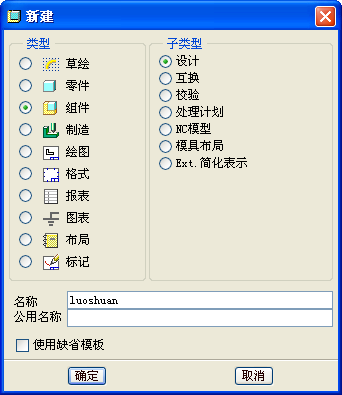 新建
类型
草绘
零件
组件
制造
绘图
格式
报表
图表
布局
标记
子类型
设计
互换
校验
处理计划
NC模型
模具布局
Ext.简化表示
名称 luoshuan
公用名称
使用缺省模板
确定 取消